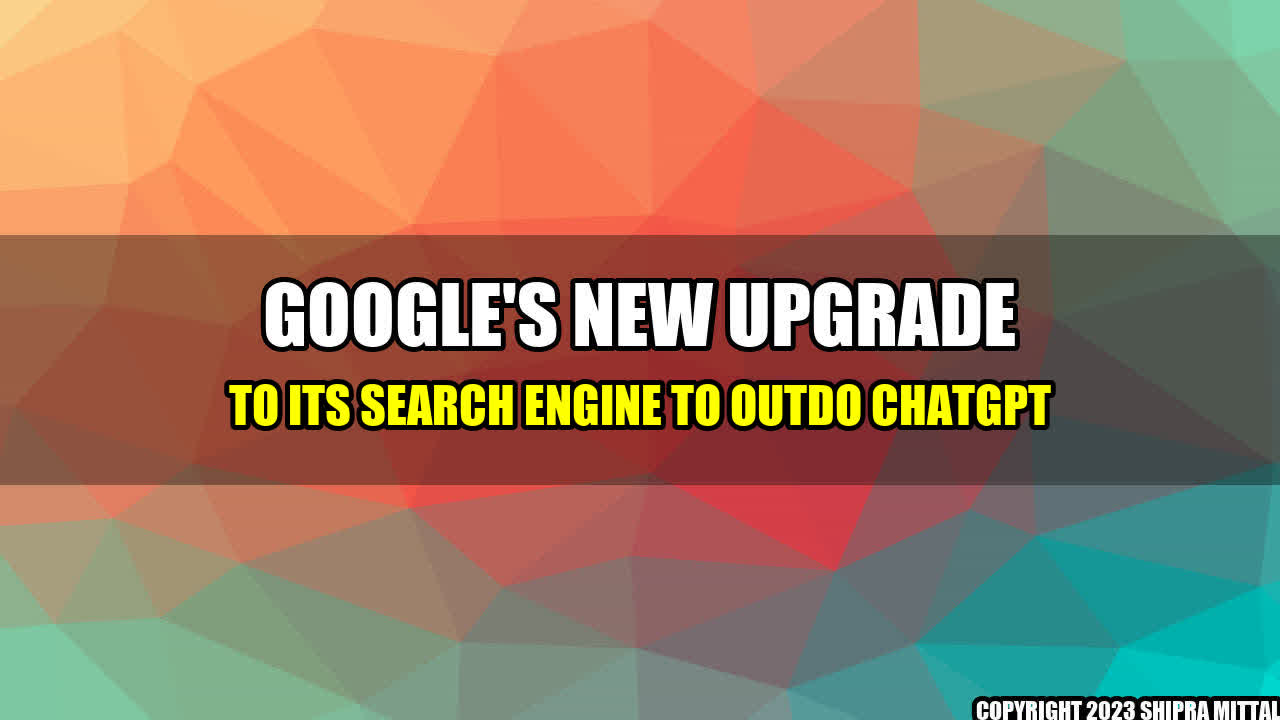 GOOGLE'S NEW UPGRADE
TO ITS SEARCH ENGINE TO OUTDO CHATGPT
COPYRIGHT 2023 SHIPRA MITTAL